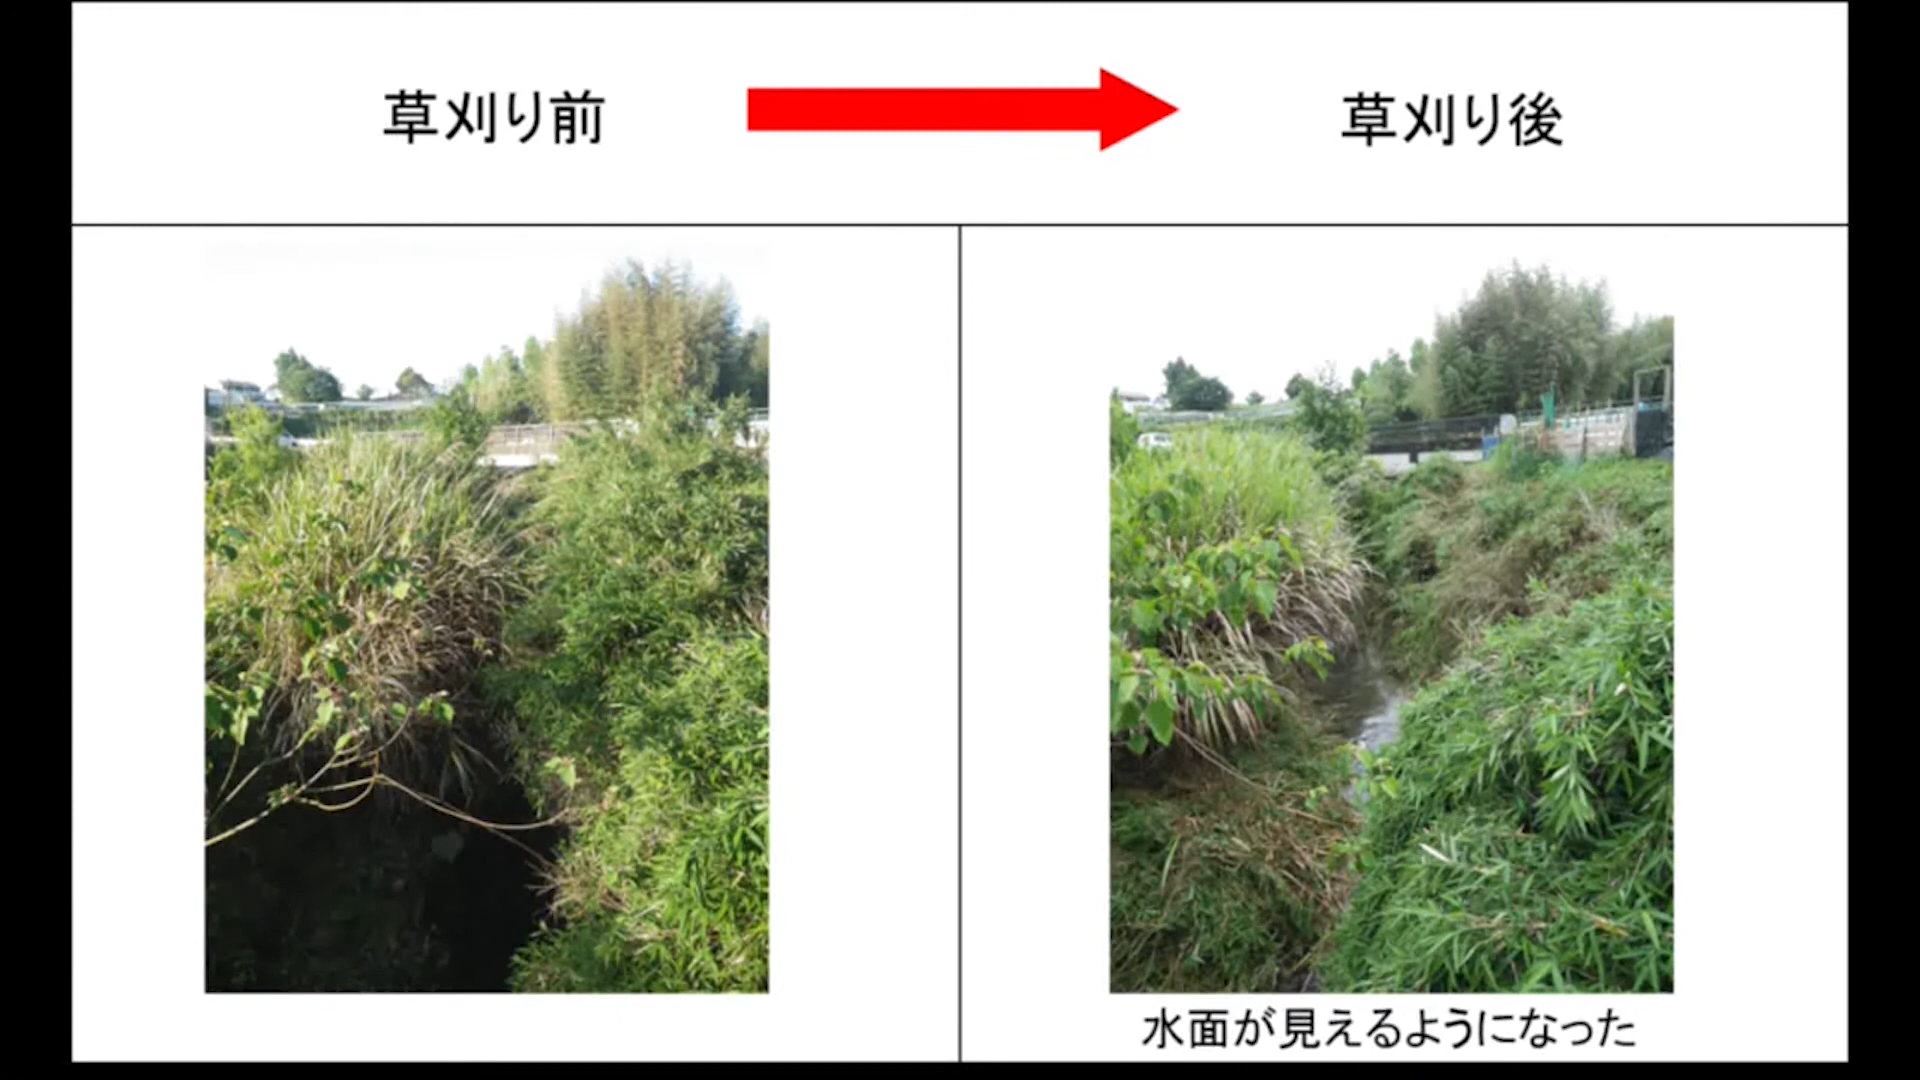 草刈り前
草刈り後
水面が見えるようになった